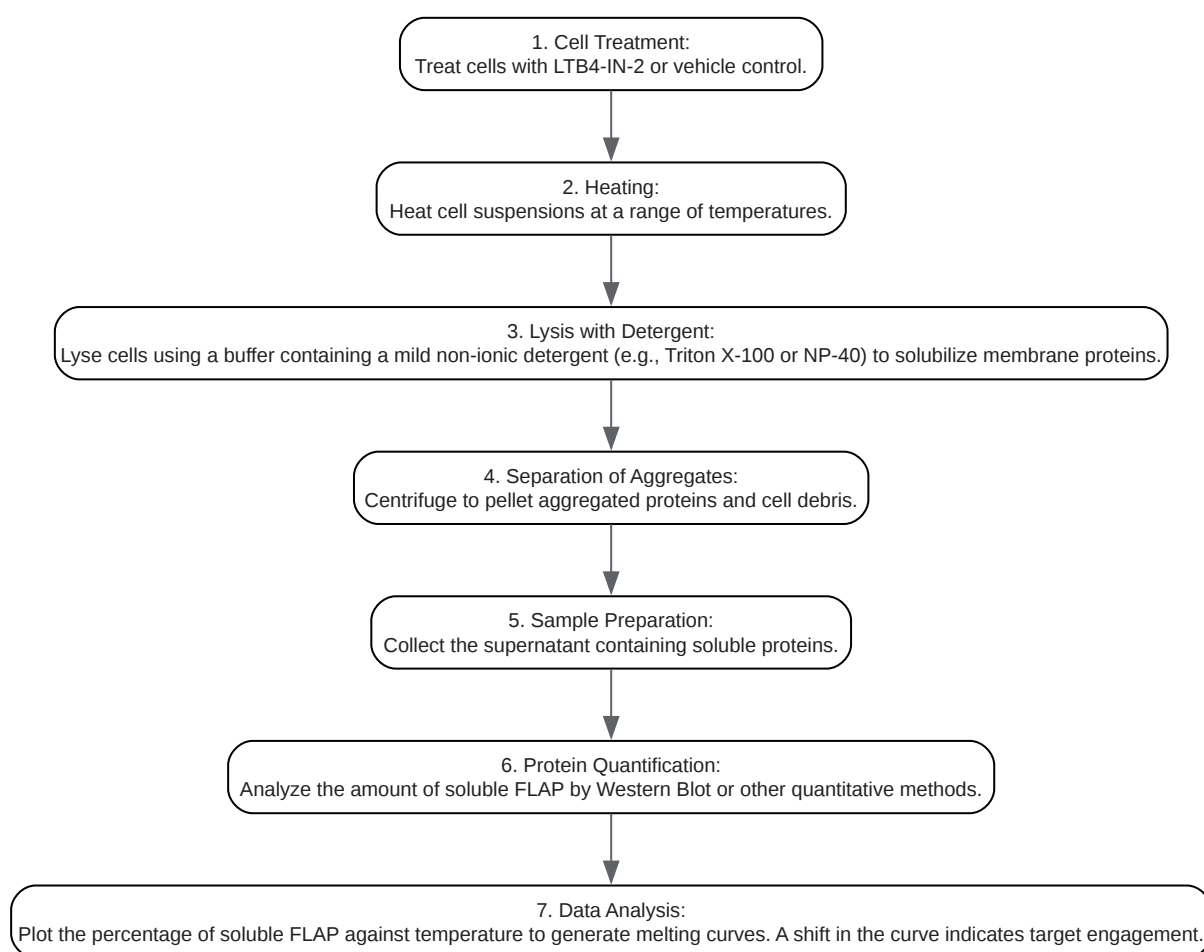 1. Cell Treatment:
Treat cells with LTB4-IN-2 or vehicle control.
2. Heating:
Heat cell suspensions at a range of temperatures.
3. Lysis with Detergent:
Lyse cells using a buffer containing a mild non-ionic detergent (e.g., Triton X-100 or NP-40) to solubilize membrane proteins.
4. Separation of Aggregates:
Centrifuge to pellet aggregated proteins and cell debris.
5. Sample Preparation:
Collect the supernatant containing soluble proteins.
6. Protein Quantification:
Analyze the amount of soluble FLAP by Western Blot or other quantitative methods.
7. Data Analysis:
Plot the percentage of soluble FLAP against temperature to generate melting curves. A shift in the curve indicates target engagement.